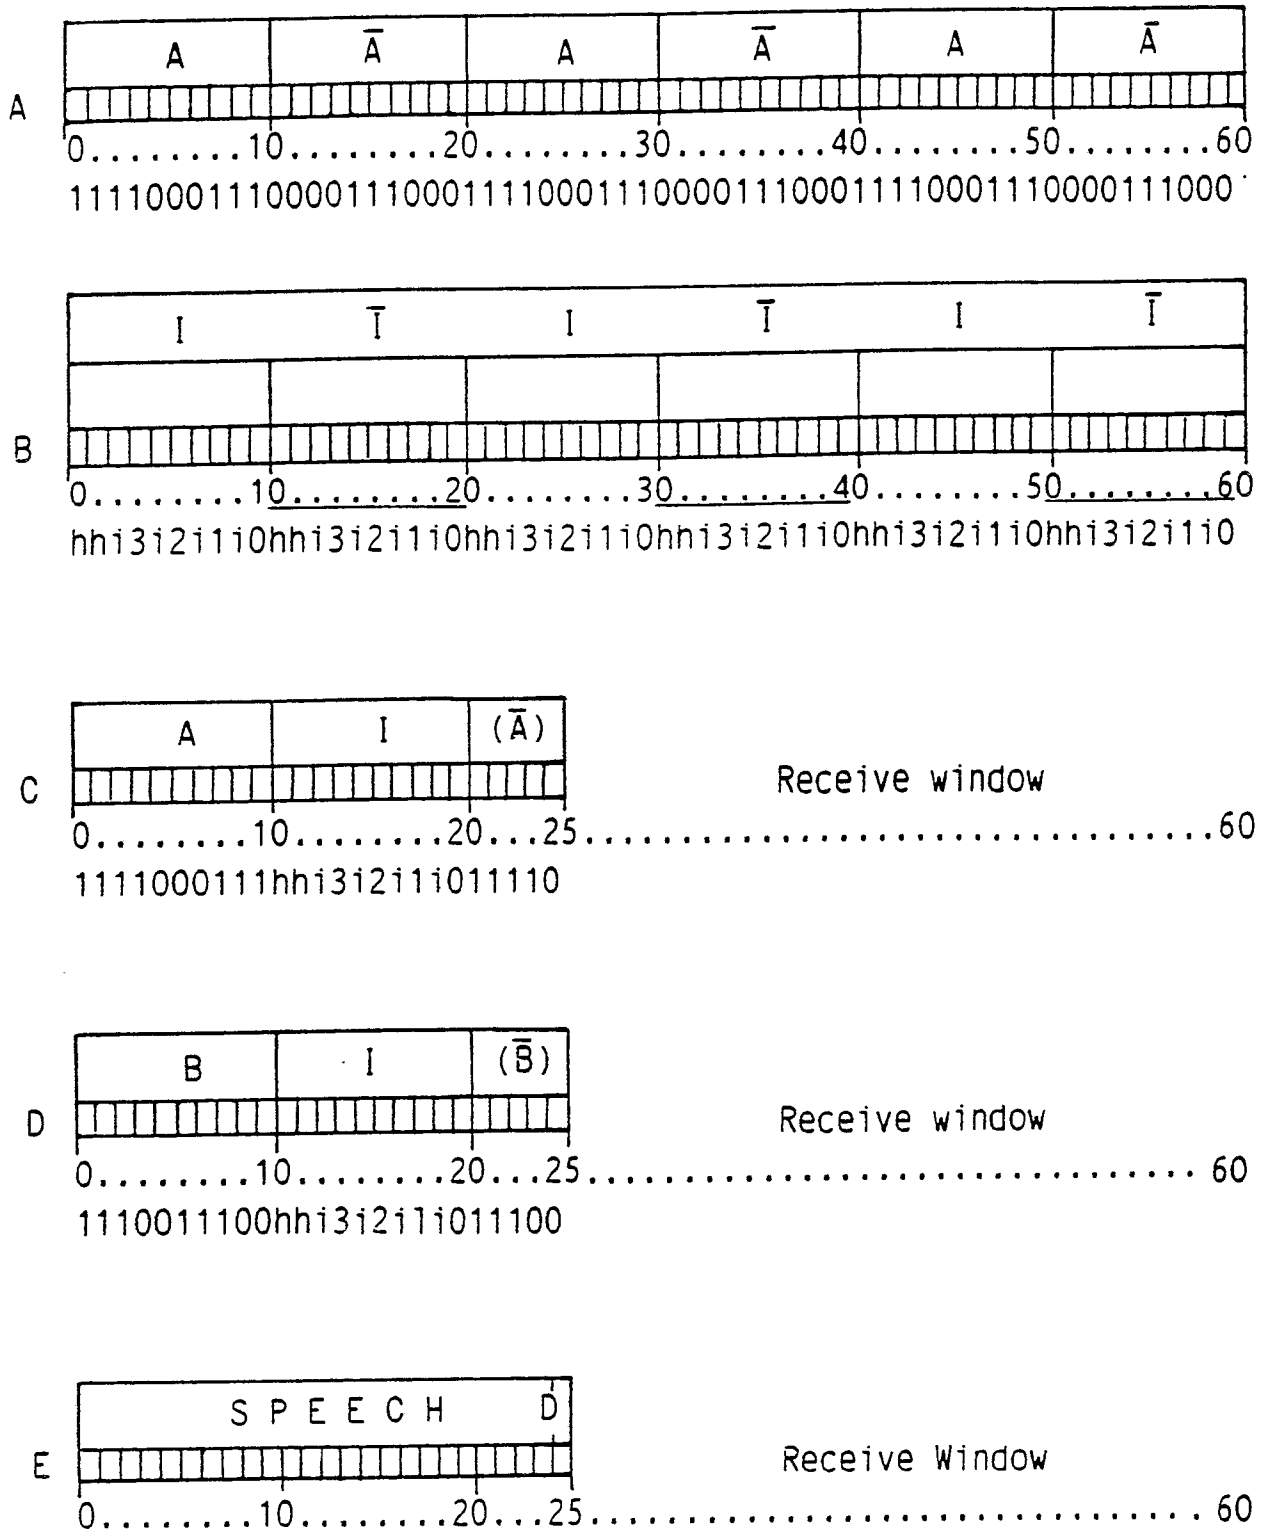 A Ā A Ā A Ā
A
0........10........20........30........40........50........60
111100011100001110001111000111000011100011110001110000111000
I Ī I Ī I Ī
B
0........10........20........30........40........50........60
hhi3i2i1i0hhi3i2i1i0hhi3i2i1i0hhi3i2i1i0hhi3i2i1i0hhi3i2i1i0
A I (Ā)
C Receive window
0........10........20...25.................................60
1111000111hhi3i2i1i011110
B I (B̄)
D Receive window
0........10........20...25................................60
1110011100hhi3i2i1i011100
S P E E C H D
E Receive Window
0........10........20...25................................60